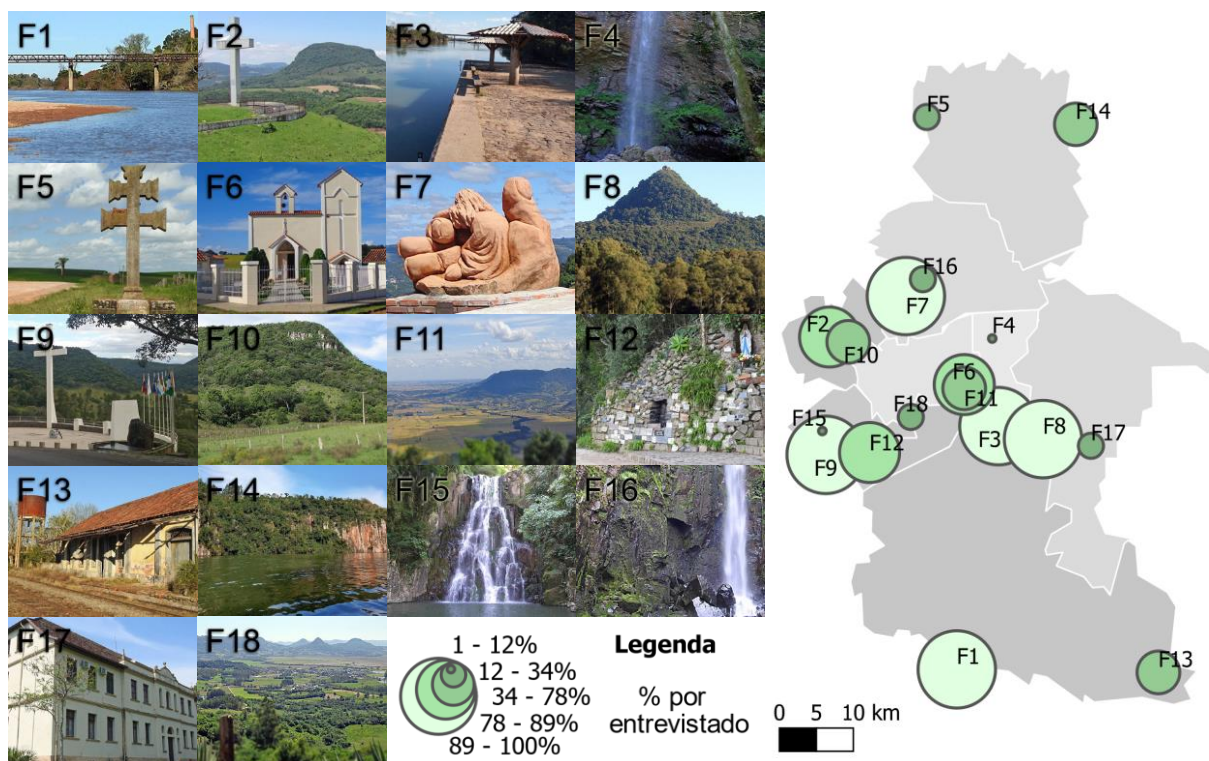 F1
F2
F3
F4
F5
F6
F7
F8
F9
F10
F11
F12
F13
F14
F15
F16
F17
F18
1 - 12%
12 - 34%
34 - 78%
78 - 89%
89 - 100%
Legenda
% por
entrevistado
F5
F14
F16
F7
F4
F2
F10
F6
F11
F18
F15
F3
F8
F17
F12
F9
F1
F13
0 5 10 km